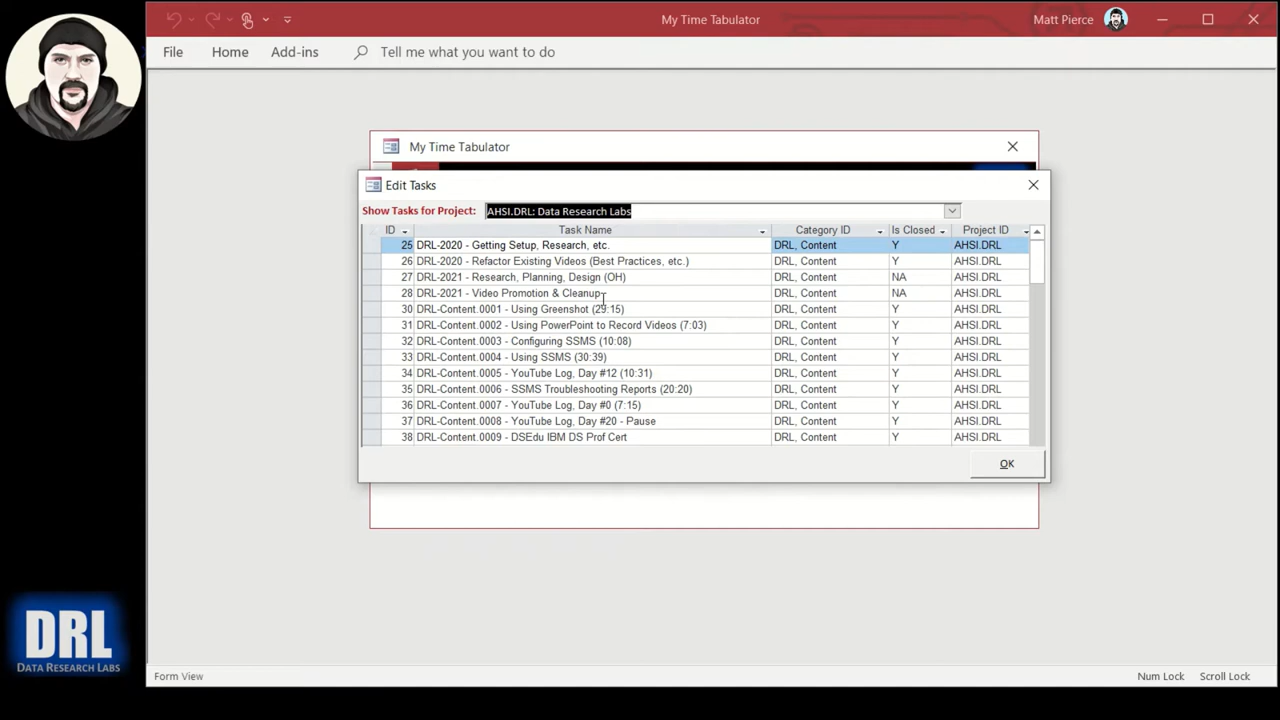 My Time Tabulator
Matt Pierce
File Home Add-ins Tell me what you want to do
My Time Tabulator
Edit Tasks
Show Tasks for Project: AHSI.DRL: Data Research Labs
ID Task Name Category ID Is Closed Project ID
25 DRL-2020 - Getting Setup, Research, etc. DRL, Content Y AHSI.DRL
26 DRL-2020 - Refactor Existing Videos (Best Practices, etc.) DRL, Content Y AHSI.DRL
27 DRL-2021 - Research, Planning, Design (OH) DRL, Content NA AHSI.DRL
28 DRL-2021 - Video Promotion & Cleanup DRL, Content NA AHSI.DRL
30 DRL-Content.0001 - Using Greenshot (29:15) DRL, Content Y AHSI.DRL
31 DRL-Content.0002 - Using PowerPoint to Record Videos (7:03) DRL, Content Y AHSI.DRL
32 DRL-Content.0003 - Configuring SSMS (10:08) DRL, Content Y AHSI.DRL
33 DRL-Content.0004 - Using SSMS (30:39) DRL, Content Y AHSI.DRL
34 DRL-Content.0005 - YouTube Log, Day #12 (10:31) DRL, Content Y AHSI.DRL
35 DRL-Content.0006 - SSMS Troubleshooting Reports (20:20) DRL, Content Y AHSI.DRL
36 DRL-Content.0007 - YouTube Log, Day #0 (7:15) DRL, Content Y AHSI.DRL
37 DRL-Content.0008 - YouTube Log, Day #20 - Pause DRL, Content Y AHSI.DRL
38 DRL-Content.0009 - DSEdu IBM DS Prof Cert DRL, Content Y AHSI.DRL
OK
DRL
DATA RESEARCH LABS
Form View Num Lock Scroll Lock